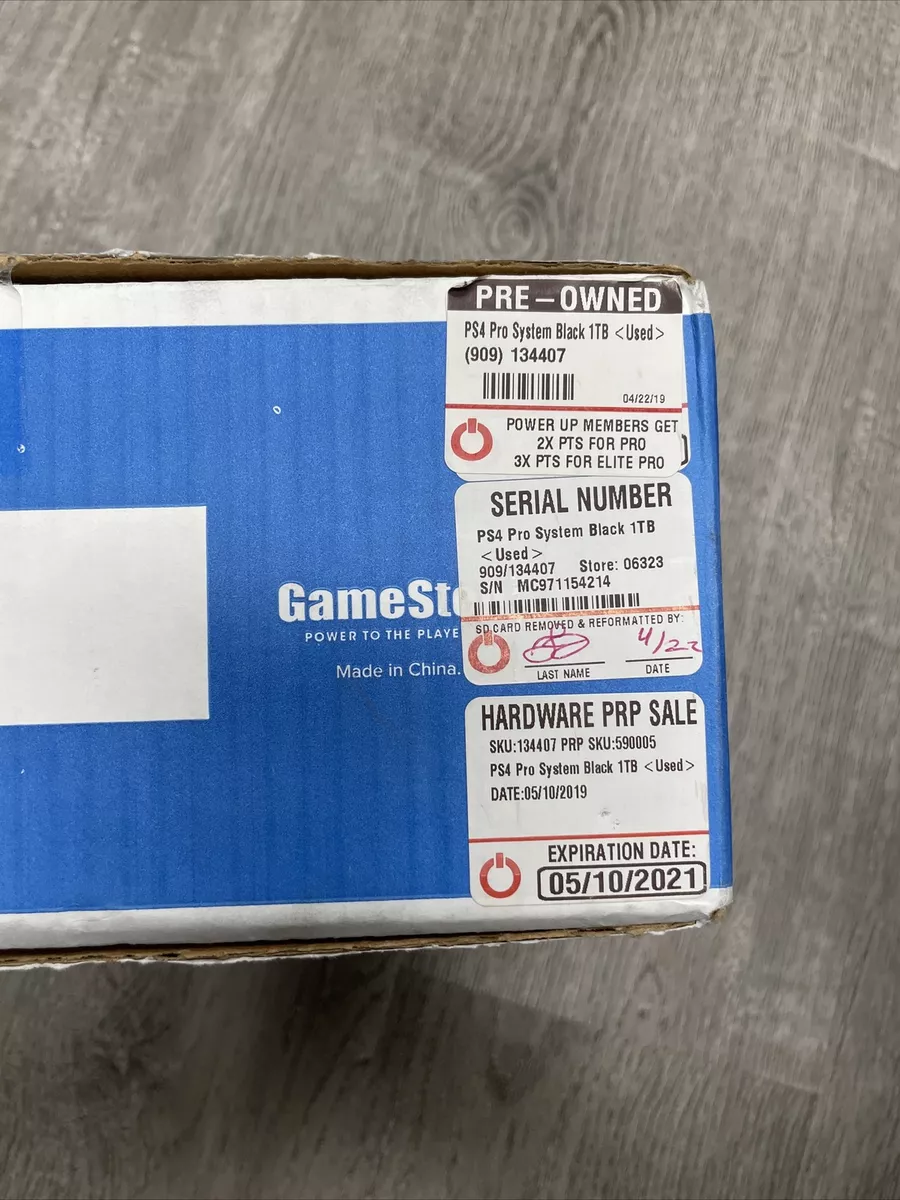 PRE-OWNED
PS4 Pro System Black 1TB <Used>
(909) 134407
04/22/19
POWER UP MEMBERS GET
2X PTS FOR PRO
3X PTS FOR ELITE PRO
SERIAL NUMBER
PS4 Pro System Black 1TB
<Used>
909/134407 Store: 06323
S/N MC971154214
SD CARD REMOVED & REFORMATTED BY:
4/22
LAST NAME DATE
GameSto
POWER TO THE PLAYE
Made in China.
HARDWARE PRP SALE
SKU:134407 PRP SKU:590005
PS4 Pro System Black 1TB <Used>
DATE:05/10/2019
EXPIRATION DATE:
05/10/2021